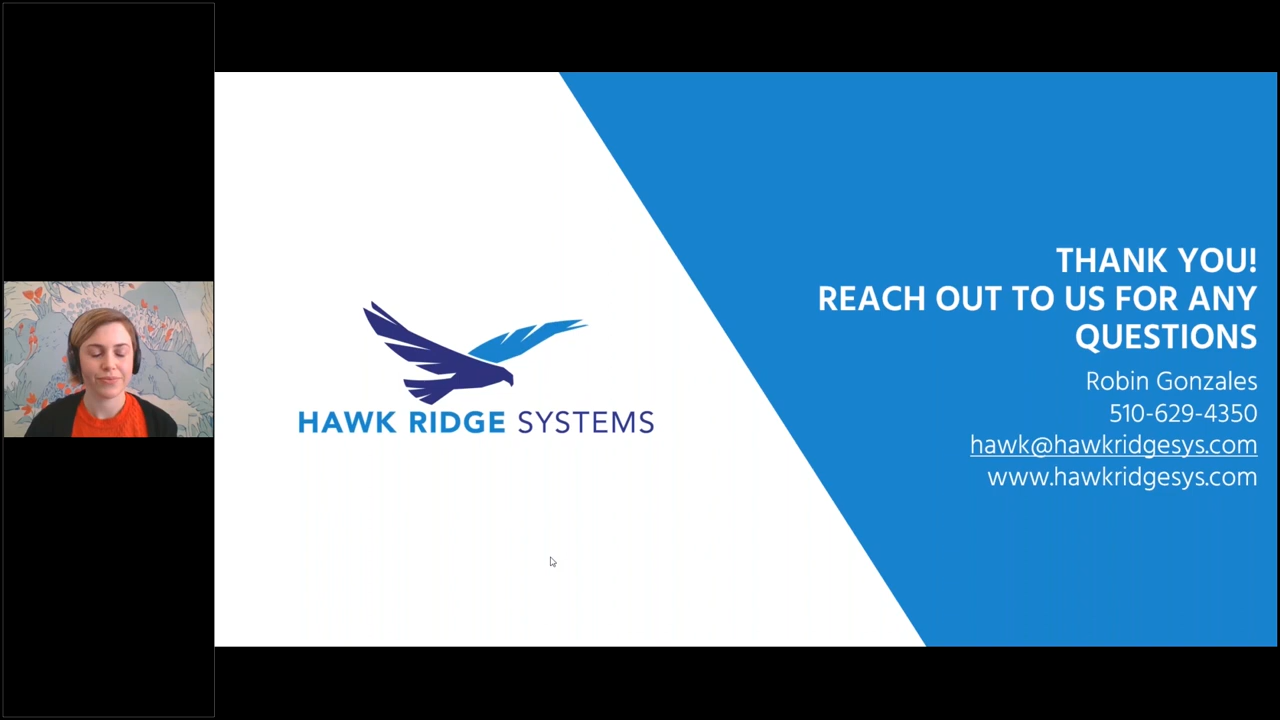 HAWK RIDGE SYSTEMS
THANK YOU!
REACH OUT TO US FOR ANY
QUESTIONS
Robin Gonzales
510-629-4350
hawk@hawkridgesys.com
www.hawkridgesys.com